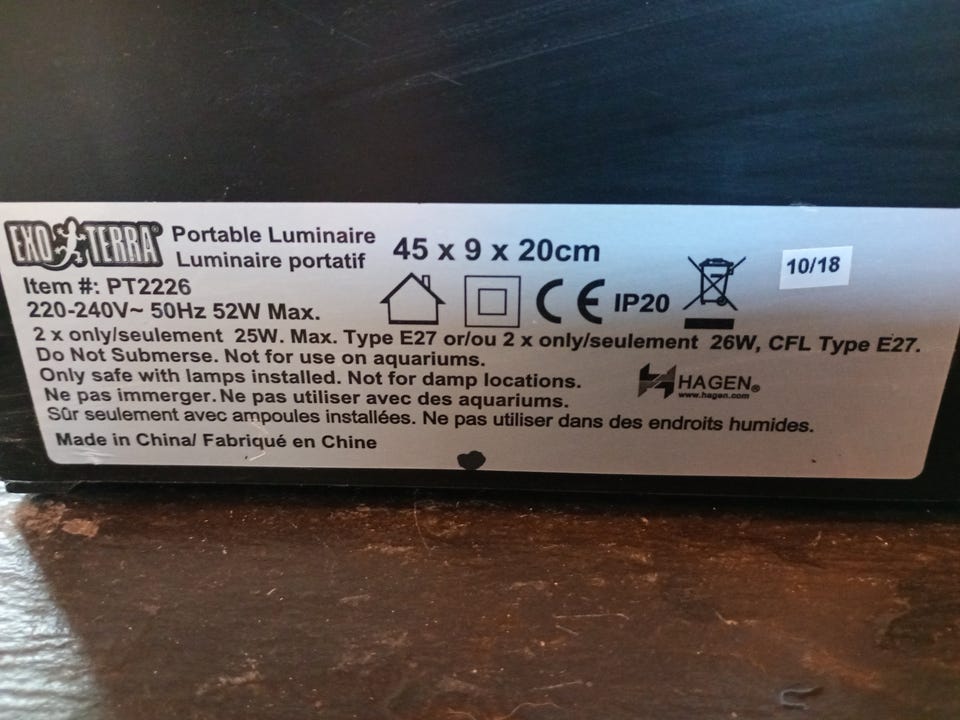 EXO TERRA®
Portable Luminaire
Luminaire portatif
45 x 9 x 20cm
10/18
Item #: PT2226
220-240V~ 50Hz 52W Max.
CE IP20
2 x only/seulement 25W. Max. Type E27 or/ou 2 x only/seulement 26W, CFL Type E27.
Do Not Submerse. Not for use on aquariums.
Only safe with lamps installed. Not for damp locations.
Ne pas immerger. Ne pas utiliser avec des aquariums.
Sûr seulement avec ampoules installées. Ne pas utiliser dans des endroits humides.
HAGEN®
www.hagen.com
Made in China/ Fabriqué en Chine